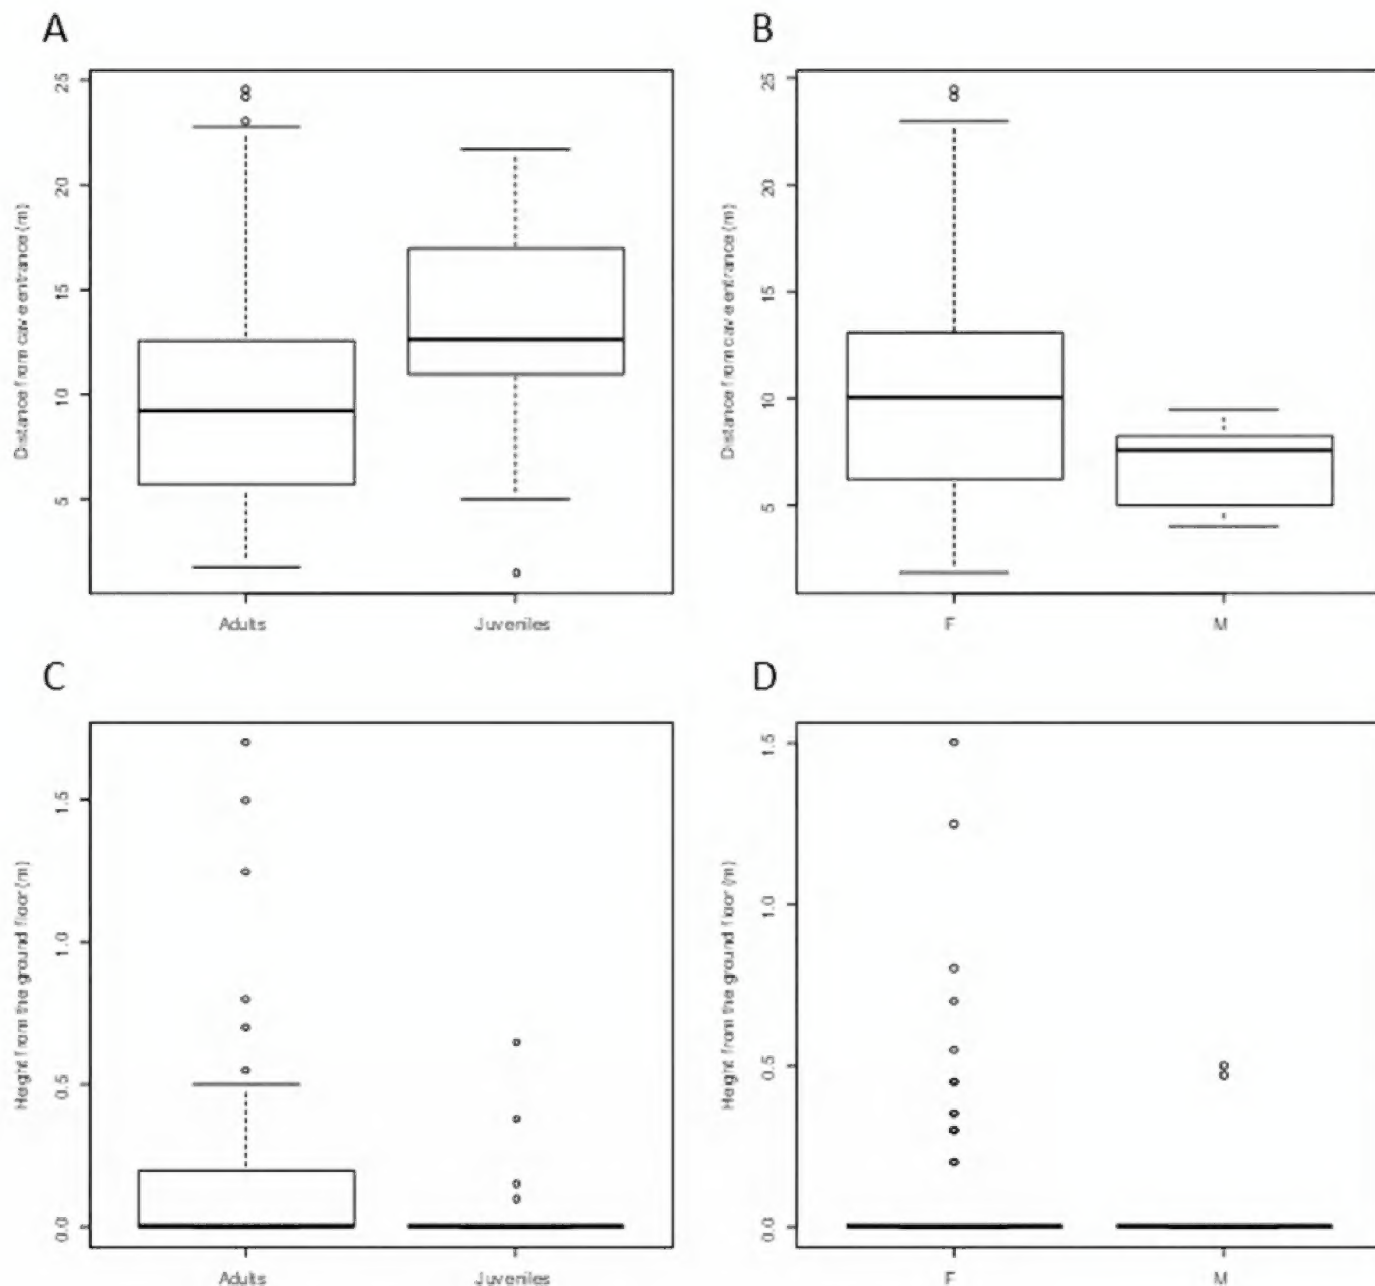 A
B
Distance from cave entrance (m)
25
20
15
10
5
Adults
Juveniles
Distance from cave entrance (m)
25
20
15
10
5
F
M
C
D
Height from the ground floor (m)
1.5
1.0
0.5
0.0
Adults
Juveniles
Height from the ground floor (m)
1.5
1.0
0.5
0.0
F
M